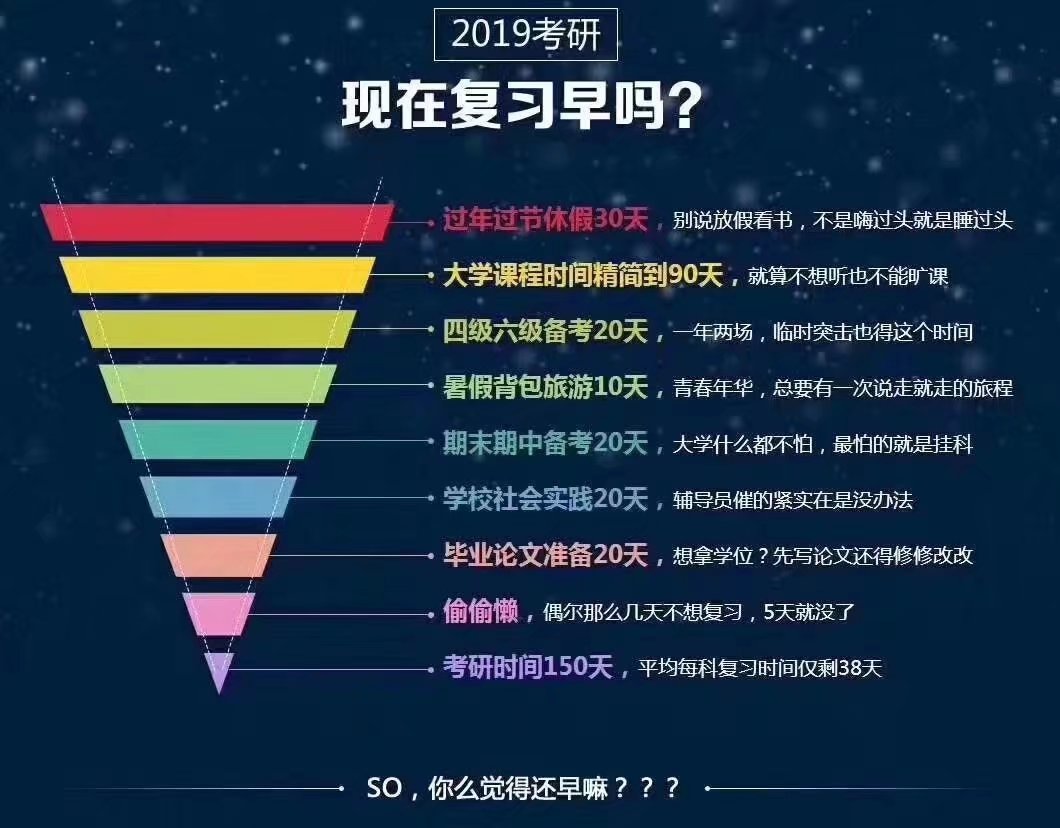 2019考研
现在复习早吗？
过年过节休假30天，别说放假看书，不是嗨过头就是睡过头
大学课程时间精简到90天，就算不想听也不能旷课
四级六级备考20天，一年两场，临时突击也得这个时间
暑假背包旅游10天，青春年华，总要有一次说走就走的旅程
期末期中备考20天，大学什么都不怕，最怕的就是挂科
学校社会实践20天，辅导员催的紧实在是没办法
毕业论文准备20天，想拿学位？先写论文还得修修改改
偷偷懒，偶尔那么几天不想复习，5天就没了
考研时间150天，平均每科复习时间仅剩38天
SO，你么觉得还早嘛？？？